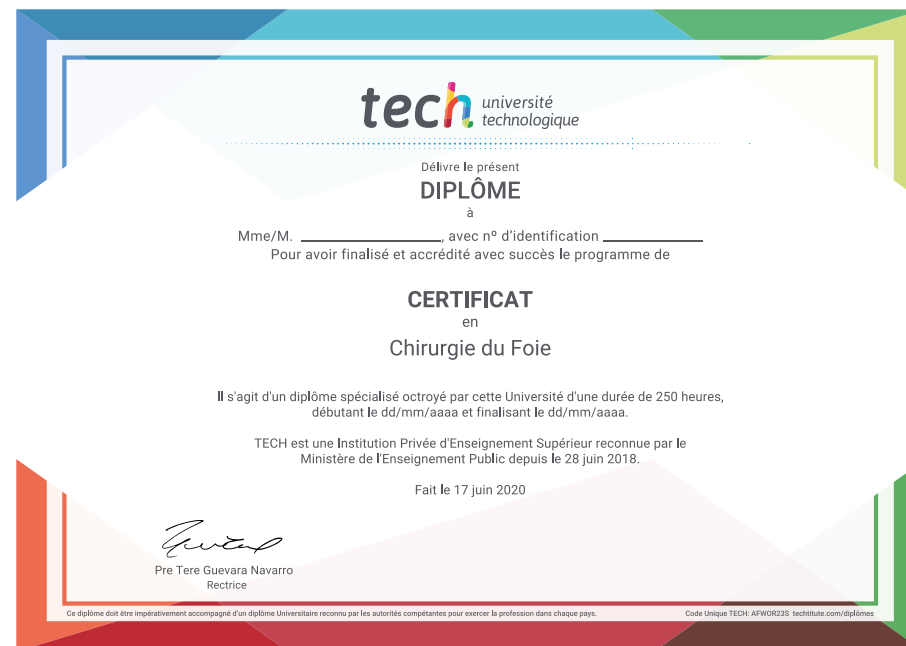 tech université
technologique
Délivre le présent
DIPLÔME
à
Mme/M. ____________________, avec nº d'identification ______________
Pour avoir finalisé et accrédité avec succès le programme de
CERTIFICAT
en
Chirurgie du Foie
Il s'agit d'un diplôme spécialisé octroyé par cette Université d'une durée de 250 heures,
débutant le dd/mm/aaaa et finalisant le dd/mm/aaaa.
TECH est une Institution Privée d'Enseignement Supérieur reconnue par le
Ministère de l'Enseignement Public depuis le 28 juin 2018.
Fait le 17 juin 2020
Pre Tere Guevara Navarro
Rectrice
Ce diplôme doit être impérativement accompagné d'un diplôme Universitaire reconnu par les autorités compétantes pour exercer la profession dans chaque pays.
Code Unique TECH: AFWOR23S techtitute.com/diplômes